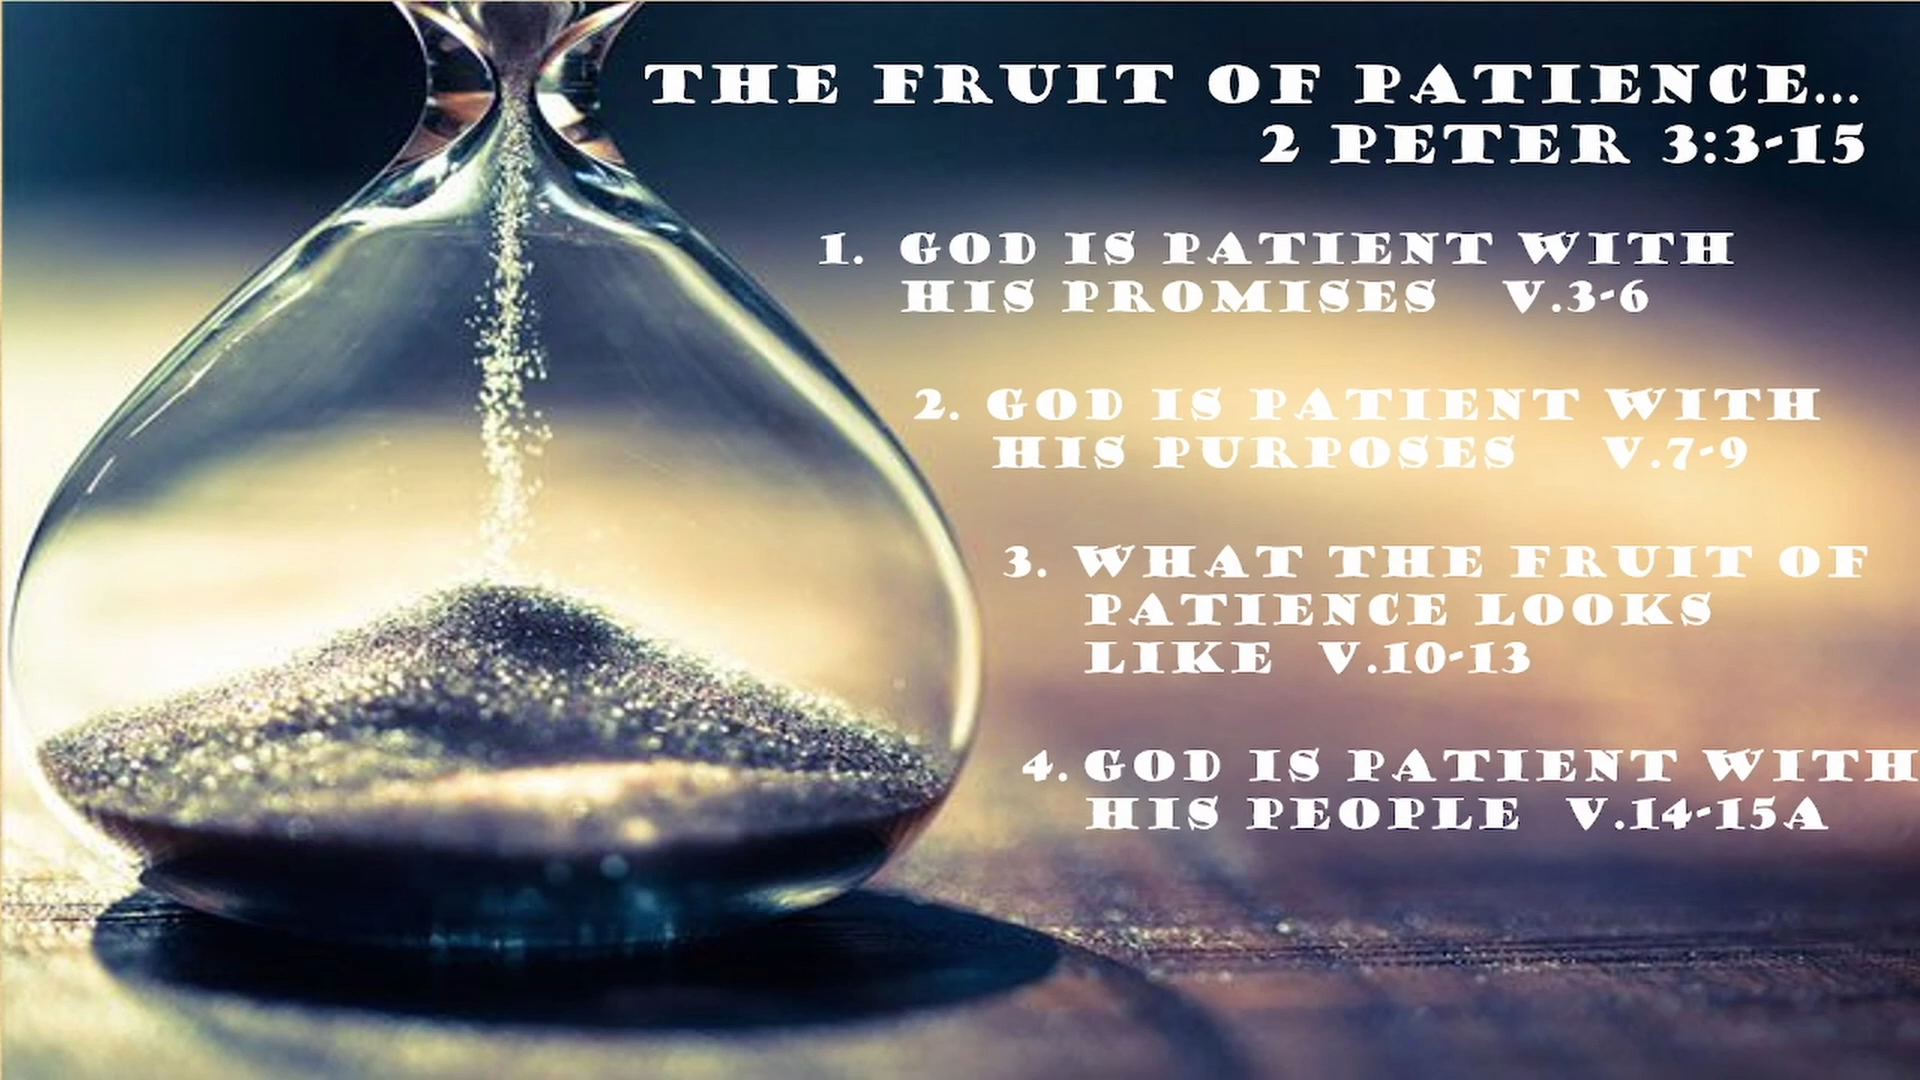 THE FRUIT OF PATIENCE...
2 PETER 3:3-15
1. GOD IS PATIENT WITH
HIS PROMISES V.3-6
2. GOD IS PATIENT WITH
HIS PURPOSES V.7-9
3. WHAT THE FRUIT OF
PATIENCE LOOKS
LIKE V.10-13
4. GOD IS PATIENT WITH
HIS PEOPLE V.14-15A